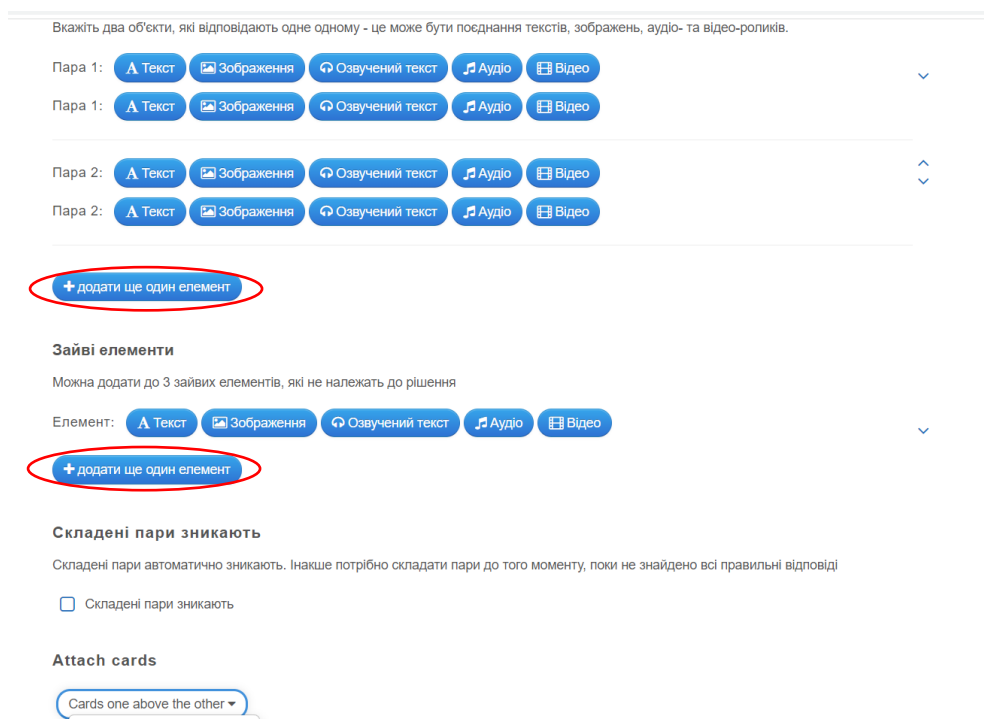 Вкажіть два об'єкти, які відповідають одне одному - це може бути поєднання текстів, зображень, аудіо- та відео-роликів.
Пара 1: Текст Зображення Озвучений текст Аудіо Відео
Пара 1: Текст Зображення Озвучений текст Аудіо Відео
Пара 2: Текст Зображення Озвучений текст Аудіо Відео
Пара 2: Текст Зображення Озвучений текст Аудіо Відео
додати ще один елемент
Зайві елементи
Можна додати до 3 зайвих елементів, які не належать до рішення
Елемент: Текст Зображення Озвучений текст Аудіо Відео
додати ще один елемент
Складені пари зникають
Складені пари автоматично зникають. Інакше потрібно складати пари до того моменту, поки не знайдено всі правильні відповіді
Складені пари зникають
Attach cards
Cards one above the other